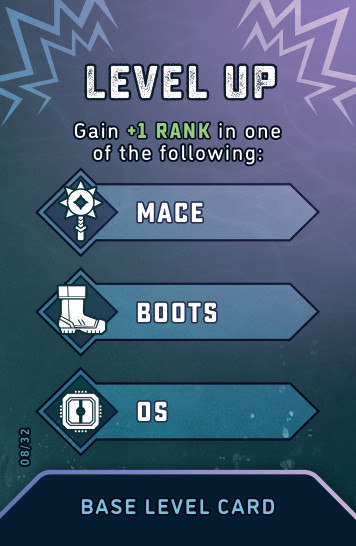 LEVEL UP
Gain +1 RANK in one
of the following:
MACE
BOOTS
OS
08/32
BASE LEVEL CARD